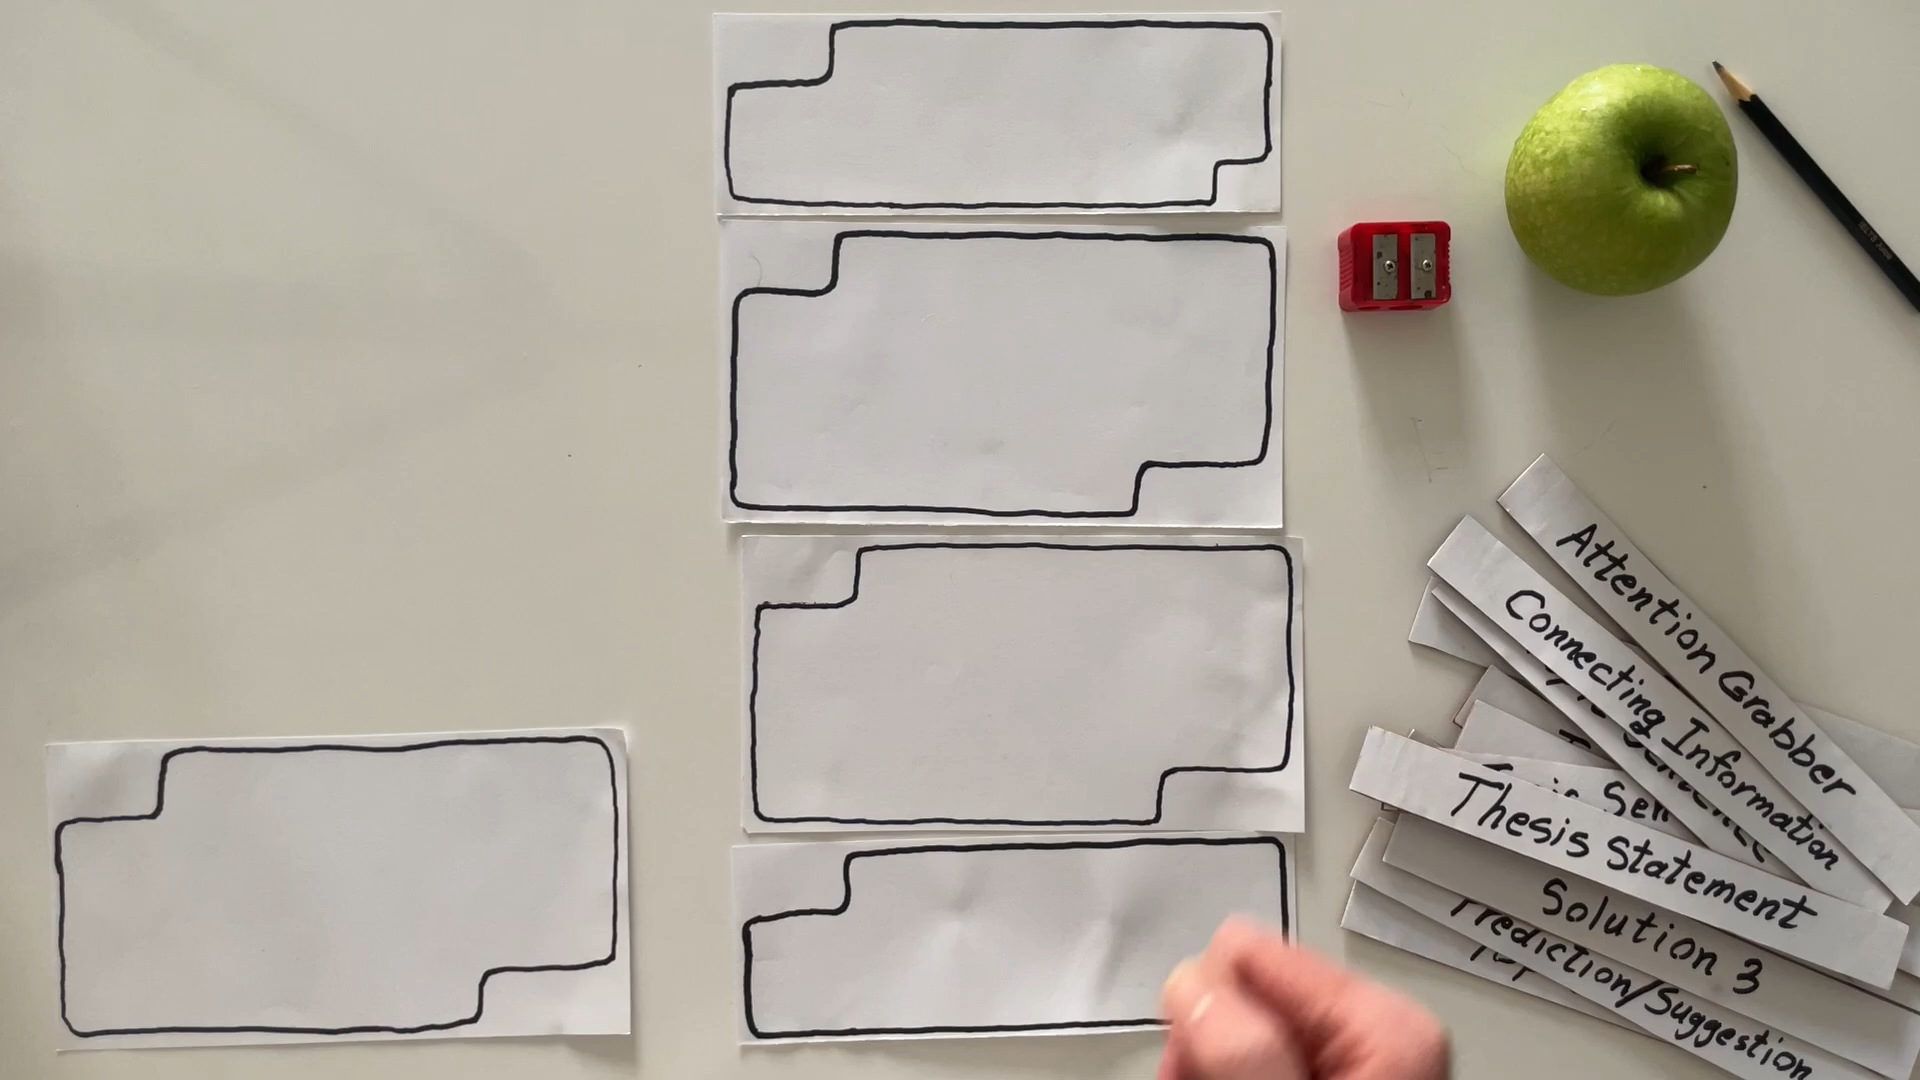 Attention Grabber
Connecting Information
Thesis Statement
Solution 3
Prediction/Suggestion